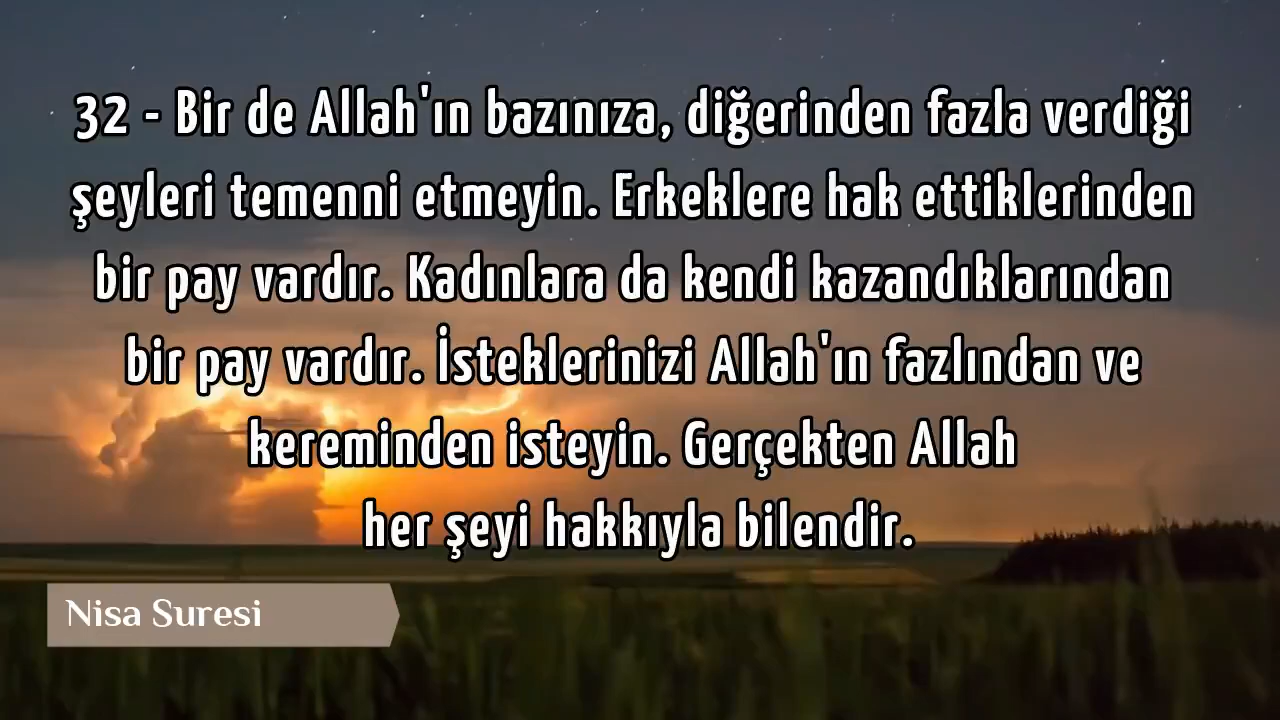 32 - Bir de Allah'ın bazınıza, diğerinden fazla verdiği
şeyleri temenni etmeyin. Erkeklere hak ettiklerinden
bir pay vardır. Kadınlara da kendi kazandıklarından
bir pay vardır. İsteklerinizi Allah'ın fazlından ve
kereminden isteyin. Gerçekten Allah
her şeyi hakkıyla bilendir.
Nisa Suresi